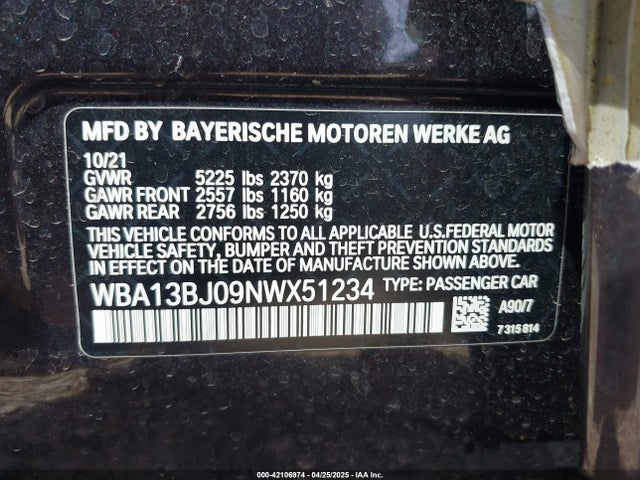 MFD BY BAYERISCHE MOTOREN WERKE AG
10/21
GVWR 5225 lbs 2370 kg
GAWR FRONT 2557 lbs 1160 kg
GAWR REAR 2756 lbs 1250 kg
THIS VEHICLE CONFORMS TO ALL APPLICABLE U.S.FEDERAL MOTOR
VEHICLE SAFETY, BUMPER AND THEFT PREVENTION STANDARDS
IN EFFECT ON THE DATE OF MANUFACTURE SHOWN ABOVE.
WBA13BJ09NWX51234 TYPE: PASSENGER CAR
A90/7
7315814
000-42106974 - 04/25/2025 - IAA Inc.